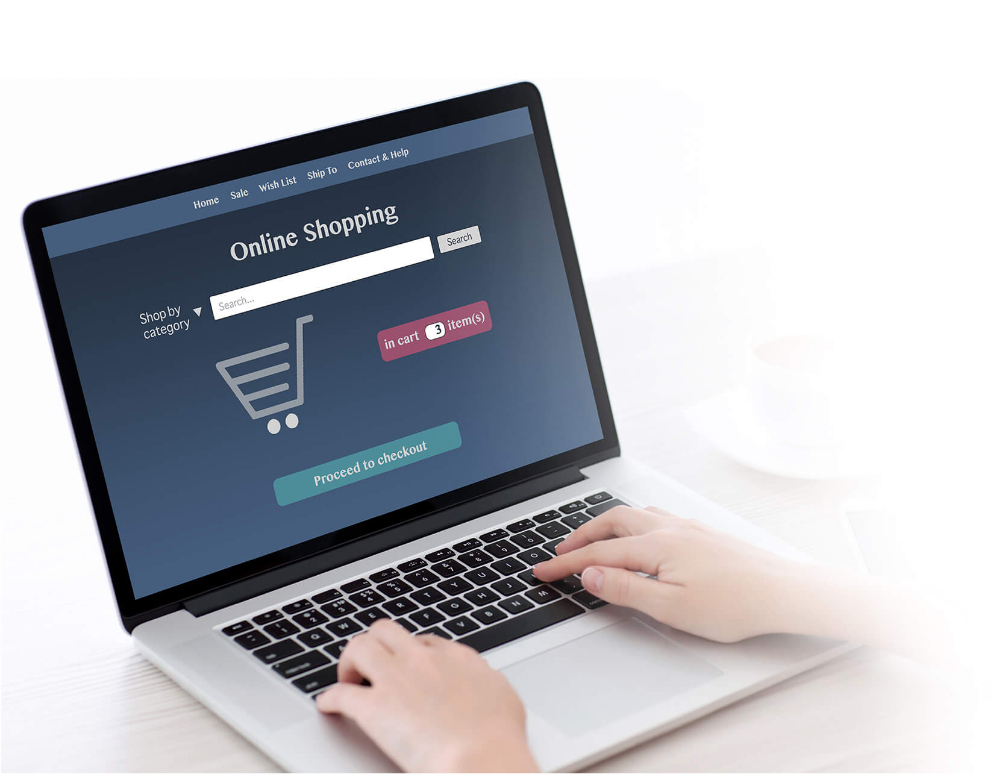 Home Sale Wish List Ship To Contact & Help
Online Shopping
Search... Search
Shop by
category ▼
in cart 3 item(s)
Proceed to checkout